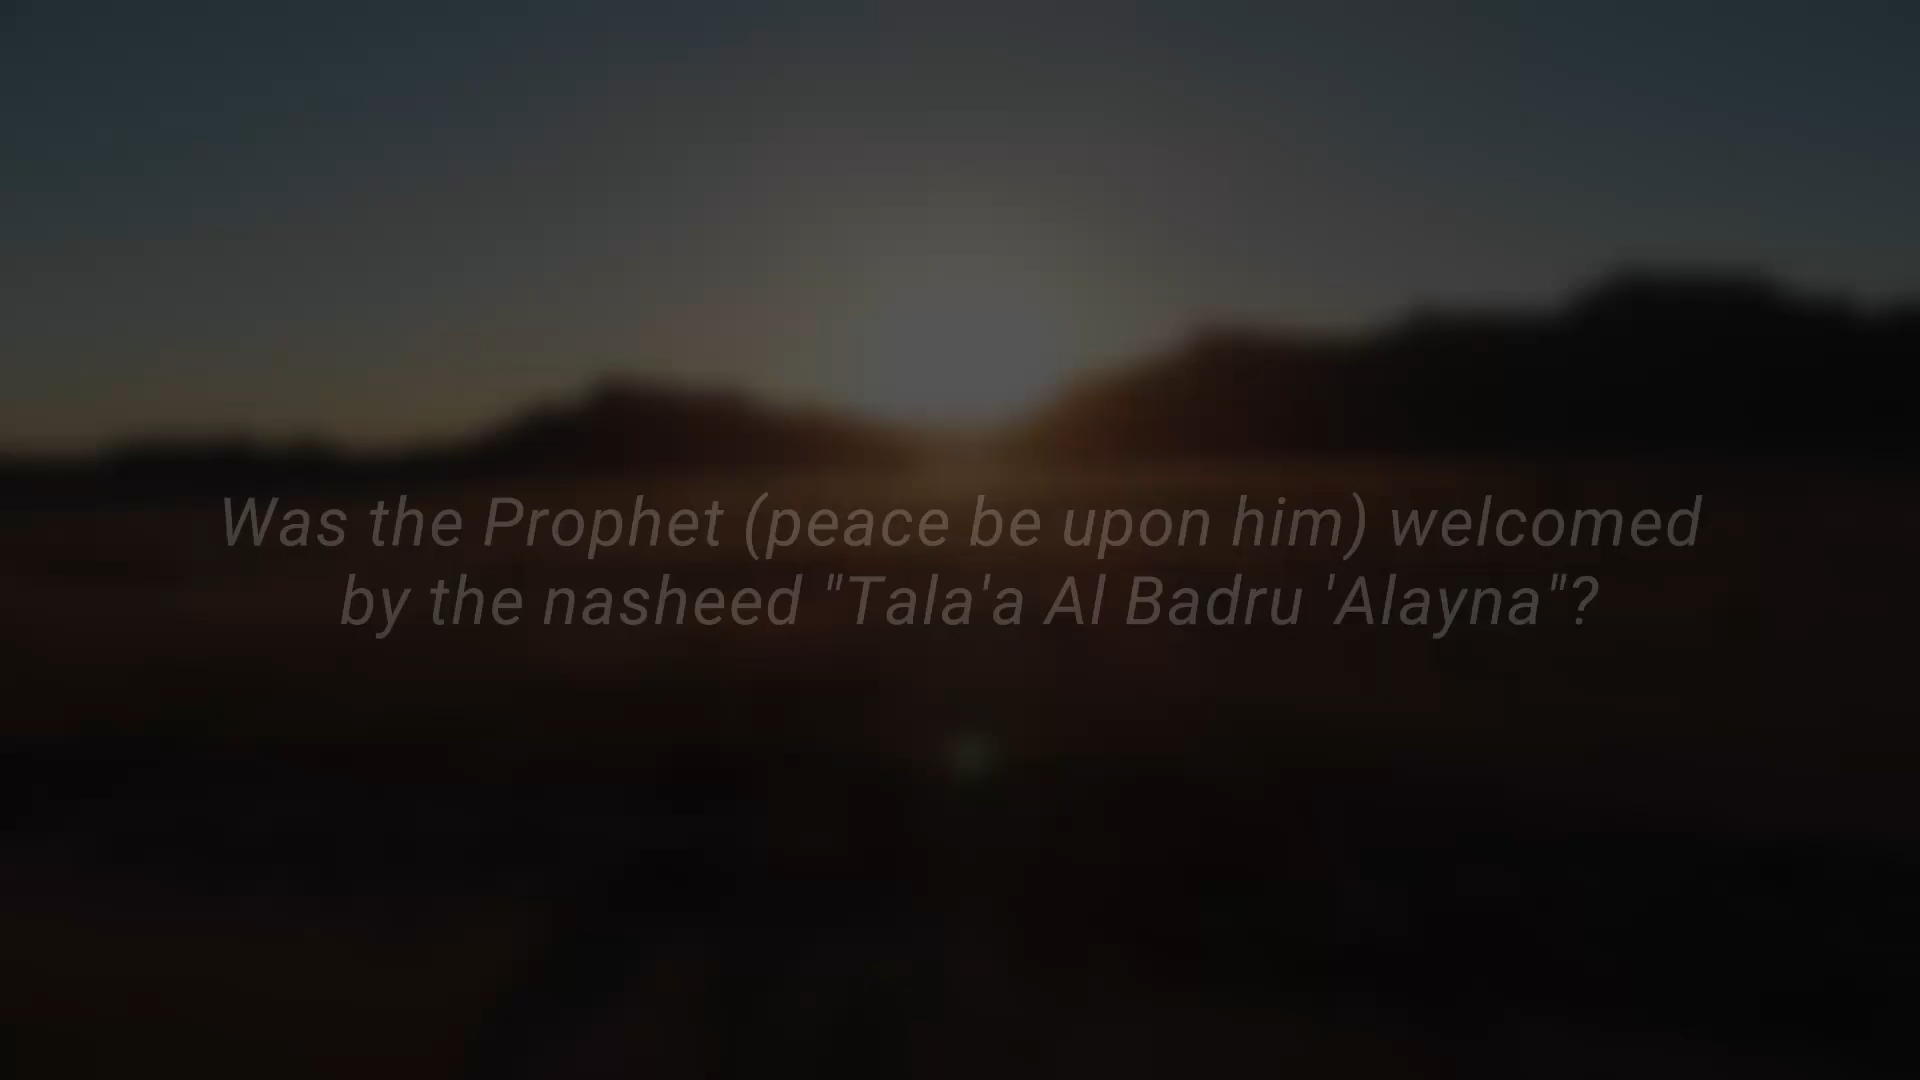 Was the Prophet (peace be upon him) welcomed
by the nasheed "Tala'a Al Badru 'Alayna"?